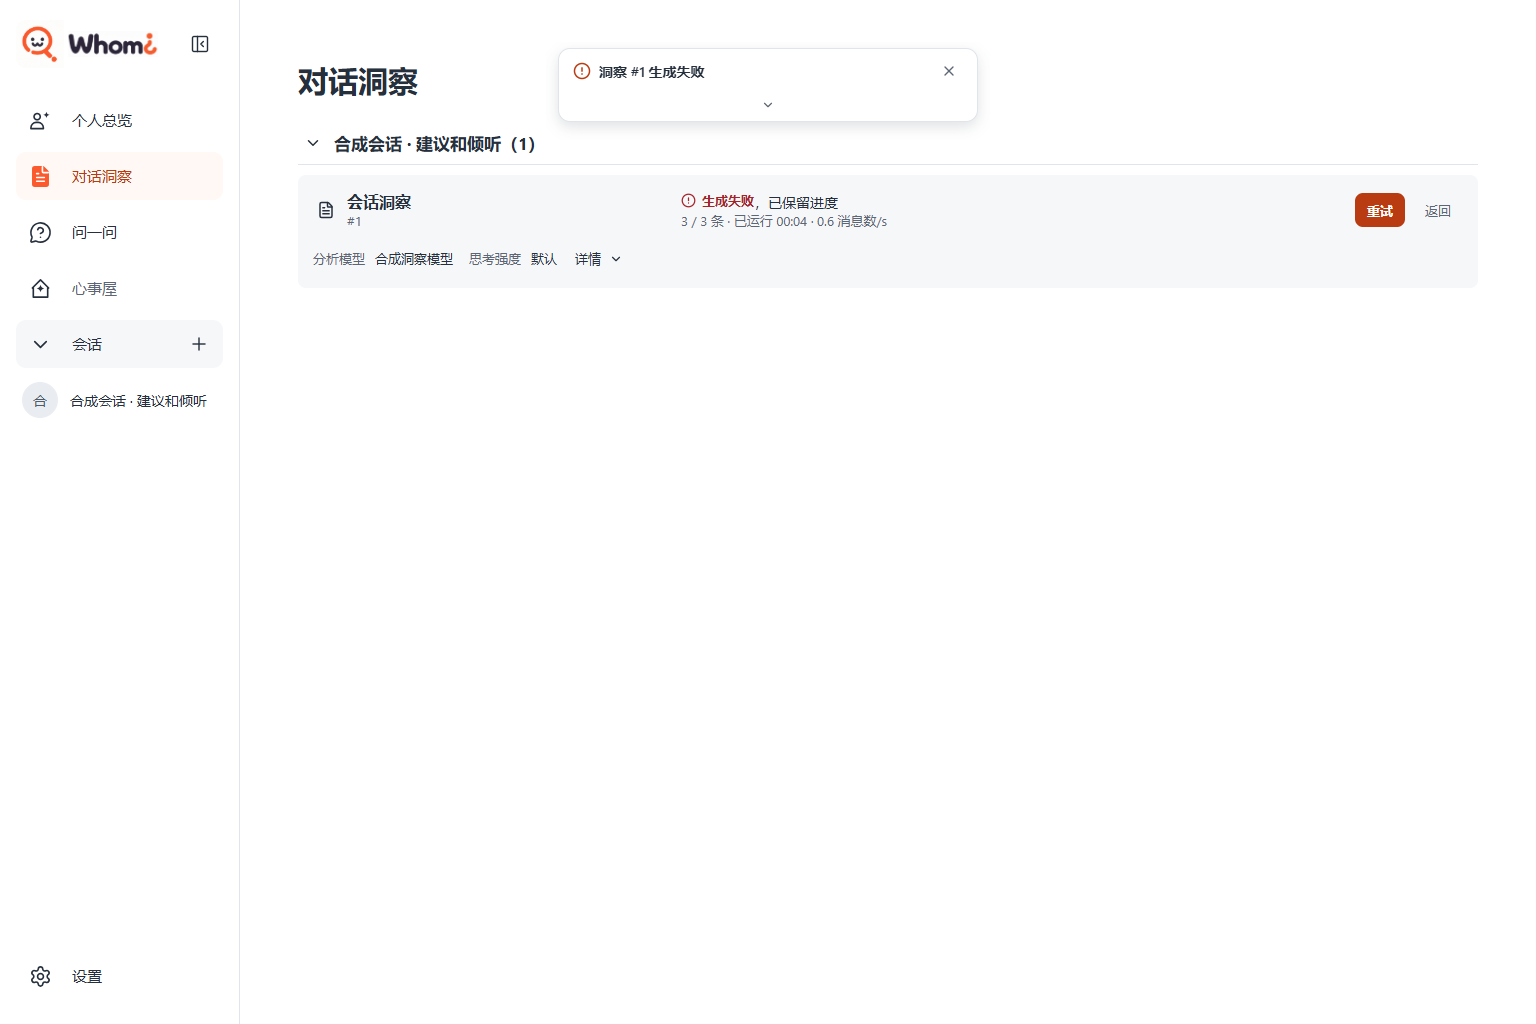 Whomi
个人总览
对话洞察
问一问
心事屋
会话
合 合成会话 · 建议和倾听
设置
对话洞察
洞察 #1 生成失败
合成会话 · 建议和倾听（1）
会话洞察
#1
生成失败，已保留进度
3 / 3 条 · 已运行 00:04 · 0.6 消息数/s
重试 返回
分析模型 合成洞察模型 思考强度 默认 详情